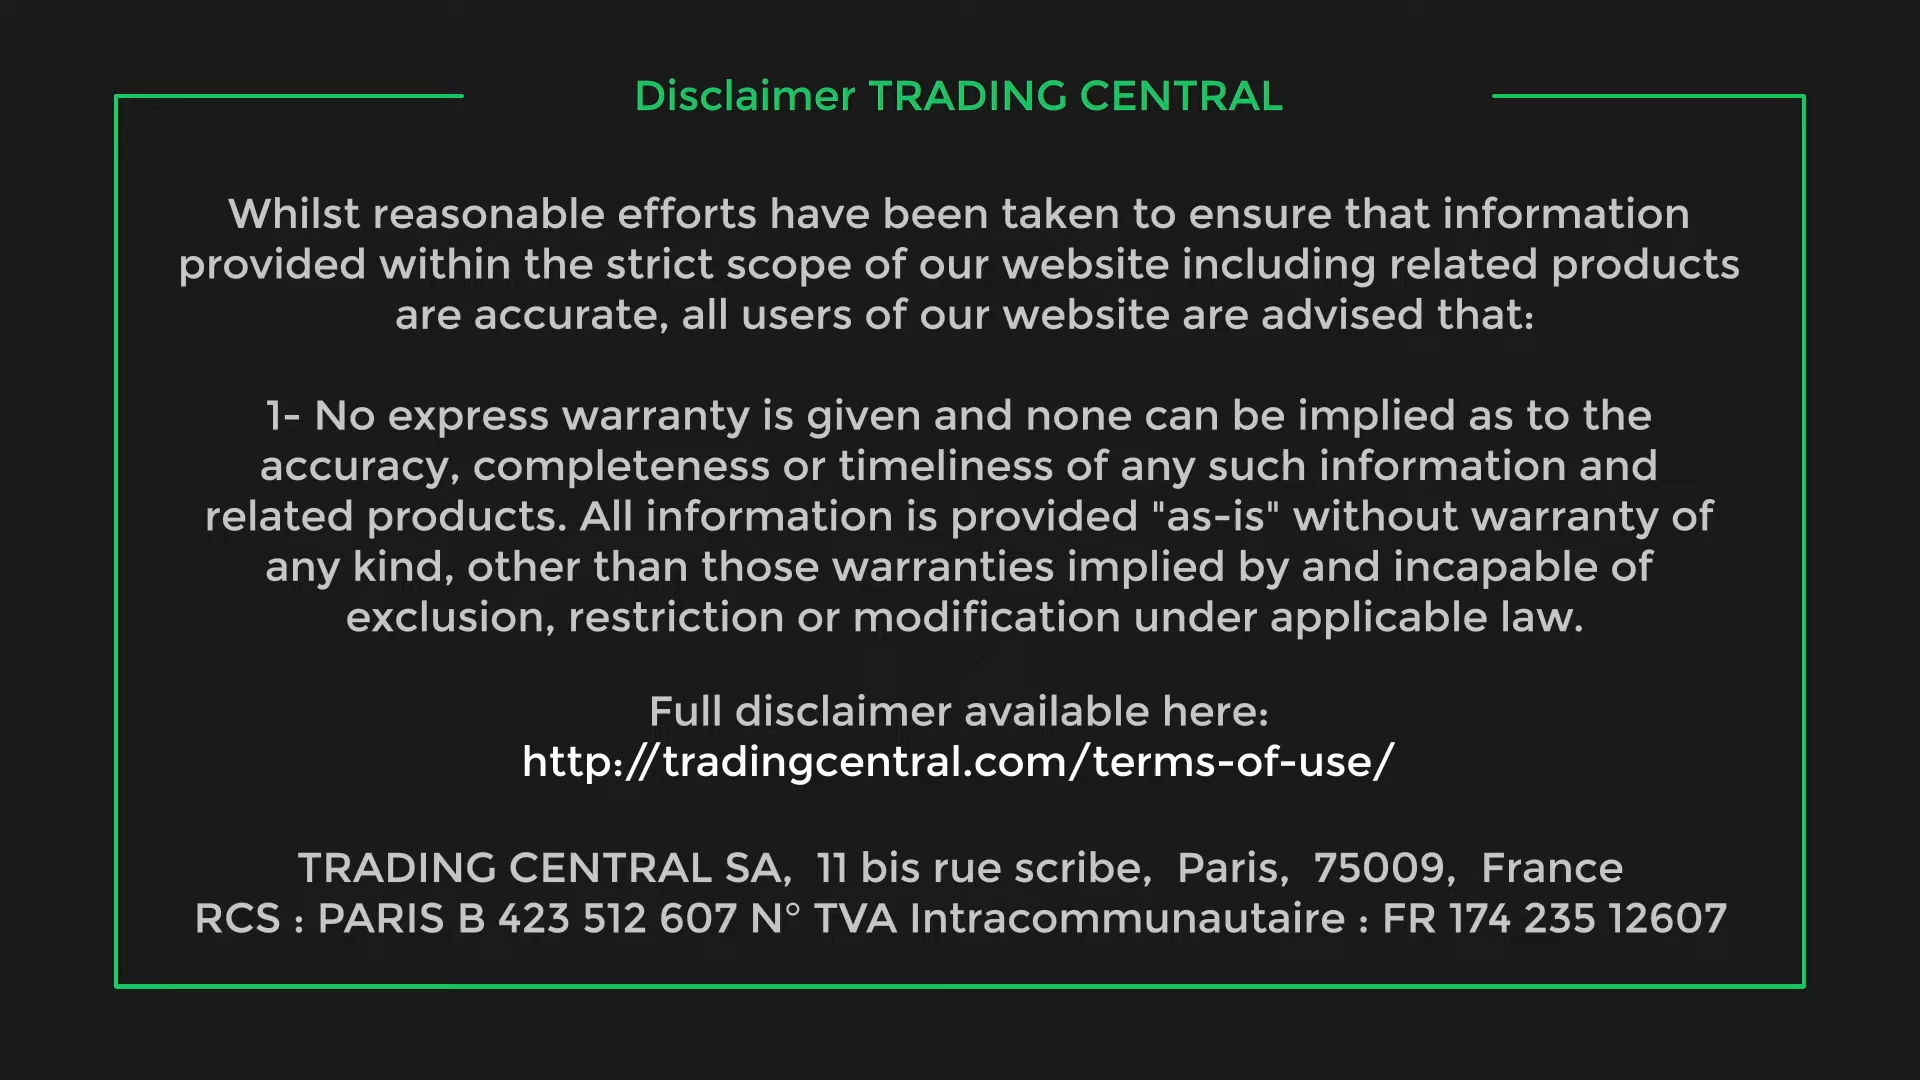 Disclaimer TRADING CENTRAL
Whilst reasonable efforts have been taken to ensure that information
provided within the strict scope of our website including related products
are accurate, all users of our website are advised that:
1- No express warranty is given and none can be implied as to the
accuracy, completeness or timeliness of any such information and
related products. All information is provided "as-is" without warranty of
any kind, other than those warranties implied by and incapable of
exclusion, restriction or modification under applicable law.
Full disclaimer available here:
http://tradingcentral.com/terms-of-use/
TRADING CENTRAL SA,  11 bis rue scribe,  Paris,  75009,  France
RCS : PARIS B 423 512 607 N° TVA Intracommunautaire : FR 174 235 12607